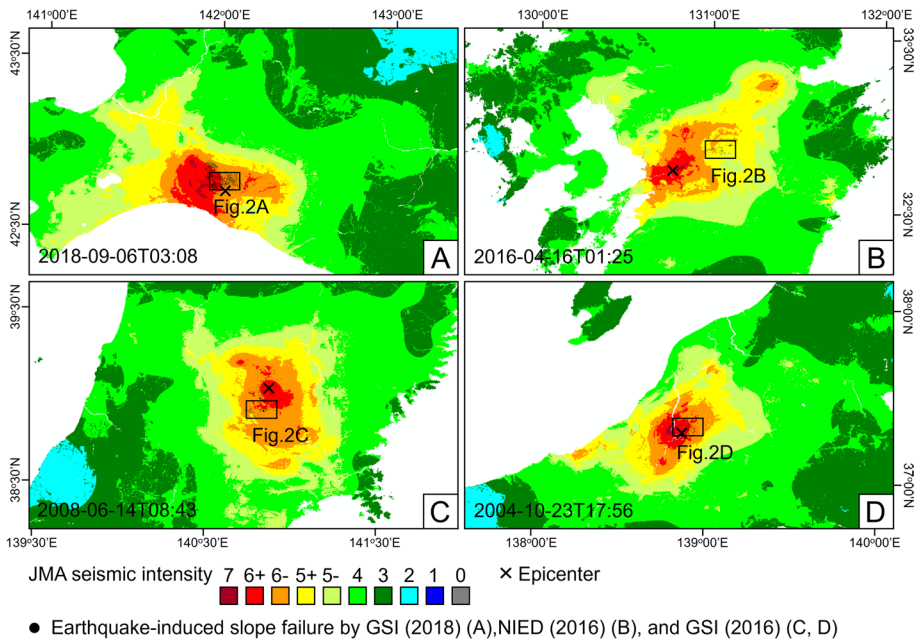 141°00'E 142°00'E 143°00'E 130°00'E 131°00'E 132°00'E
43°30'N 33°30'N
Fig.2A Fig.2B
42°30'N 32°30'N
2018-09-06T03:08 A 2016-04-16T01:25 B
39°30'N 38°00'N
Fig.2C Fig.2D
38°30'N 37°00'N
2008-06-14T08:43 C 2004-10-23T17:56 D
139°30'E 140°30'E 141°30'E 138°00'E 139°00'E 140°00'E
JMA seismic intensity 7 6+ 6- 5+ 5- 4 3 2 1 0 × Epicenter
● Earthquake-induced slope failure by GSI (2018) (A),NIED (2016) (B), and GSI (2016) (C, D)